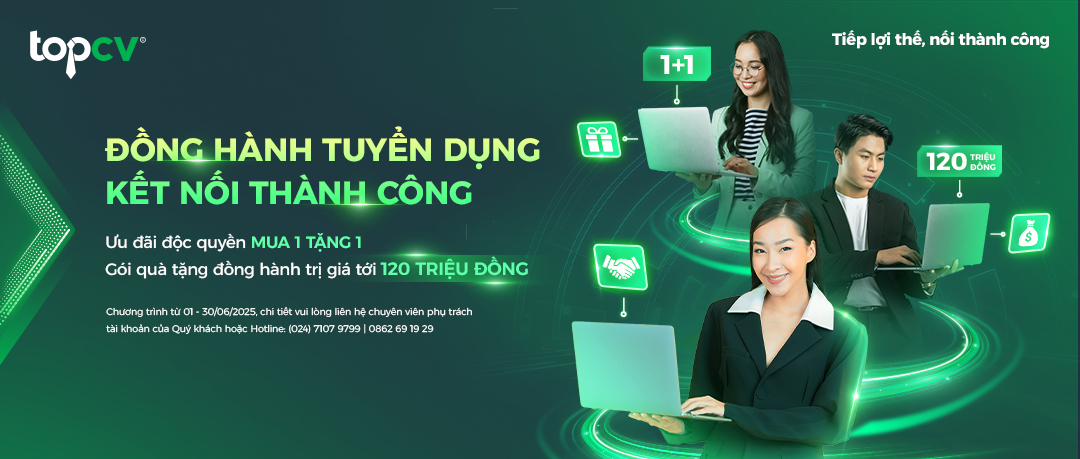 topcv®
Tiếp lợi thế, nối thành công
1+1
120 TRIỆU ĐỒNG
ĐỒNG HÀNH TUYỂN DỤNG
KẾT NỐI THÀNH CÔNG
Ưu đãi độc quyền MUA 1 TẶNG 1
Gói quà tặng đồng hành trị giá tới 120 TRIỆU ĐỒNG
Chương trình từ 01 - 30/06/2025, chi tiết vui lòng liên hệ chuyên viên phụ trách
tài khoản của Quý khách hoặc Hotline: (024) 7107 9799 | 0862 69 19 29